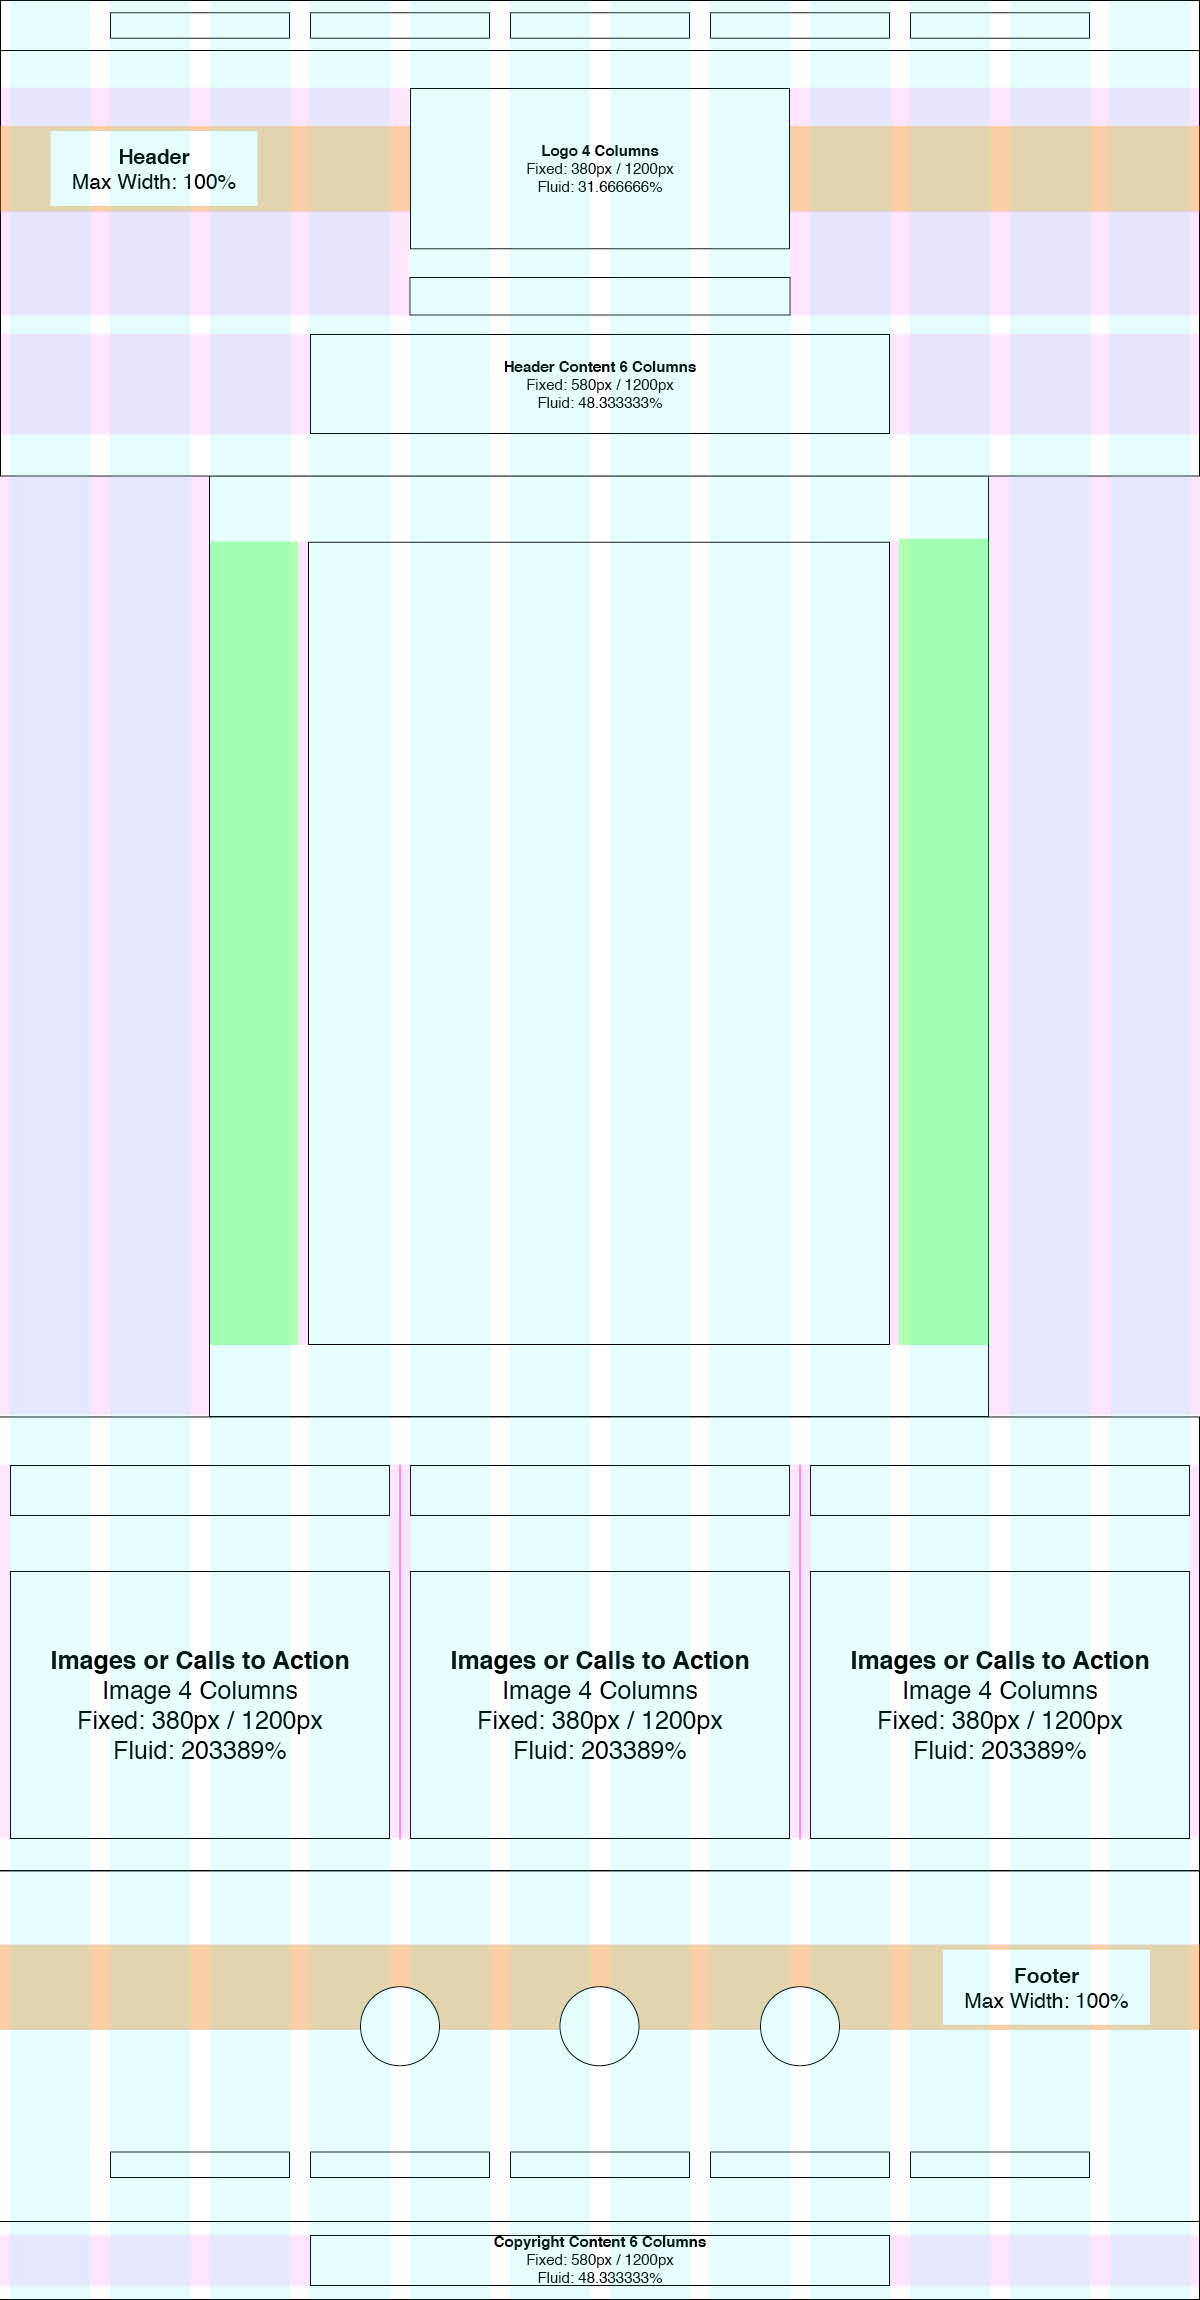 Header
Max Width: 100%
Logo 4 Columns
Fixed: 380px / 1200px
Fluid: 31.666666%
Header Content 6 Columns
Fixed: 580px / 1200px
Fluid: 48.333333%
Images or Calls to Action
Image 4 Columns
Fixed: 380px / 1200px
Fluid: 203389%
Images or Calls to Action
Image 4 Columns
Fixed: 380px / 1200px
Fluid: 203389%
Images or Calls to Action
Image 4 Columns
Fixed: 380px / 1200px
Fluid: 203389%
Footer
Max Width: 100%
Copyright Content 6 Columns
Fixed: 580px / 1200px
Fluid: 48.333333%